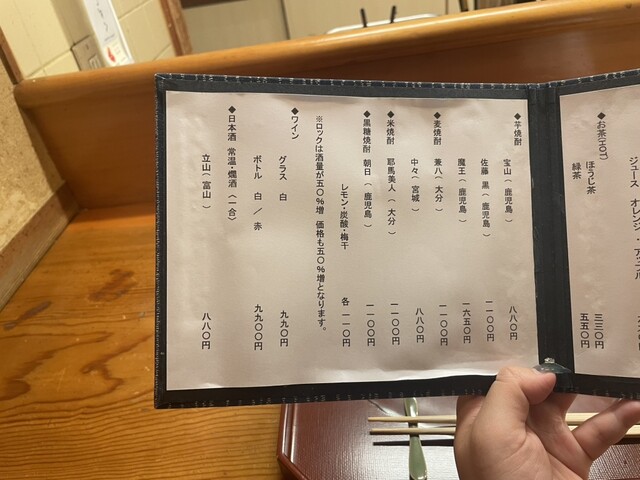 ジュース オレンジ
◆お茶(HOT)
ほうじ茶 三三〇円
緑茶 五五〇円
◆芋焼酎
宝山(鹿児島) 八八〇円
佐藤 黒(鹿児島) 一一〇〇円
魔王(鹿児島) 一六五〇円
◆麦焼酎
兼八(大分) 一一〇〇円
中々(宮城) 八八〇円
◆米焼酎
耶馬美人(大分) 一一〇〇円
◆黒糖焼酎
朝日(鹿児島) 一一〇〇円
レモン・炭酸・梅干 各 一一〇円
※ロックは酒量が五〇%増 価格も五〇%増となります。
◆ワイン
グラス 白 九九〇円
ボトル 白/赤 九九〇〇円
◆日本酒 常温・燗酒(一合)
立山(富山) 八八〇円